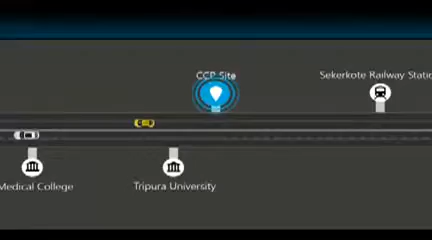 CCP Site
Sekerkote Railway Statio
Medical College
Tripura University